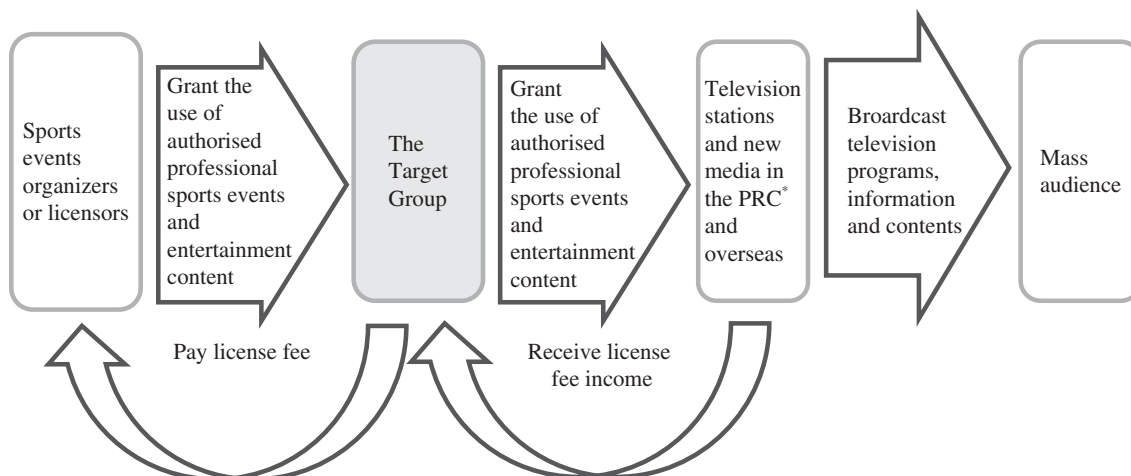 Sports
events
organizers
or licensors
Grant the
use of
authorised
professional
sports events
and
entertainment
content
The
Target
Group
Grant
the use of
authorised
professional
sports events
and
entertainment
content
Television
stations
and new
media in
the PRC*
and
overseas
Broardcast
television
programs,
information
and contents
Mass
audience
Pay license fee
Receive license
fee income